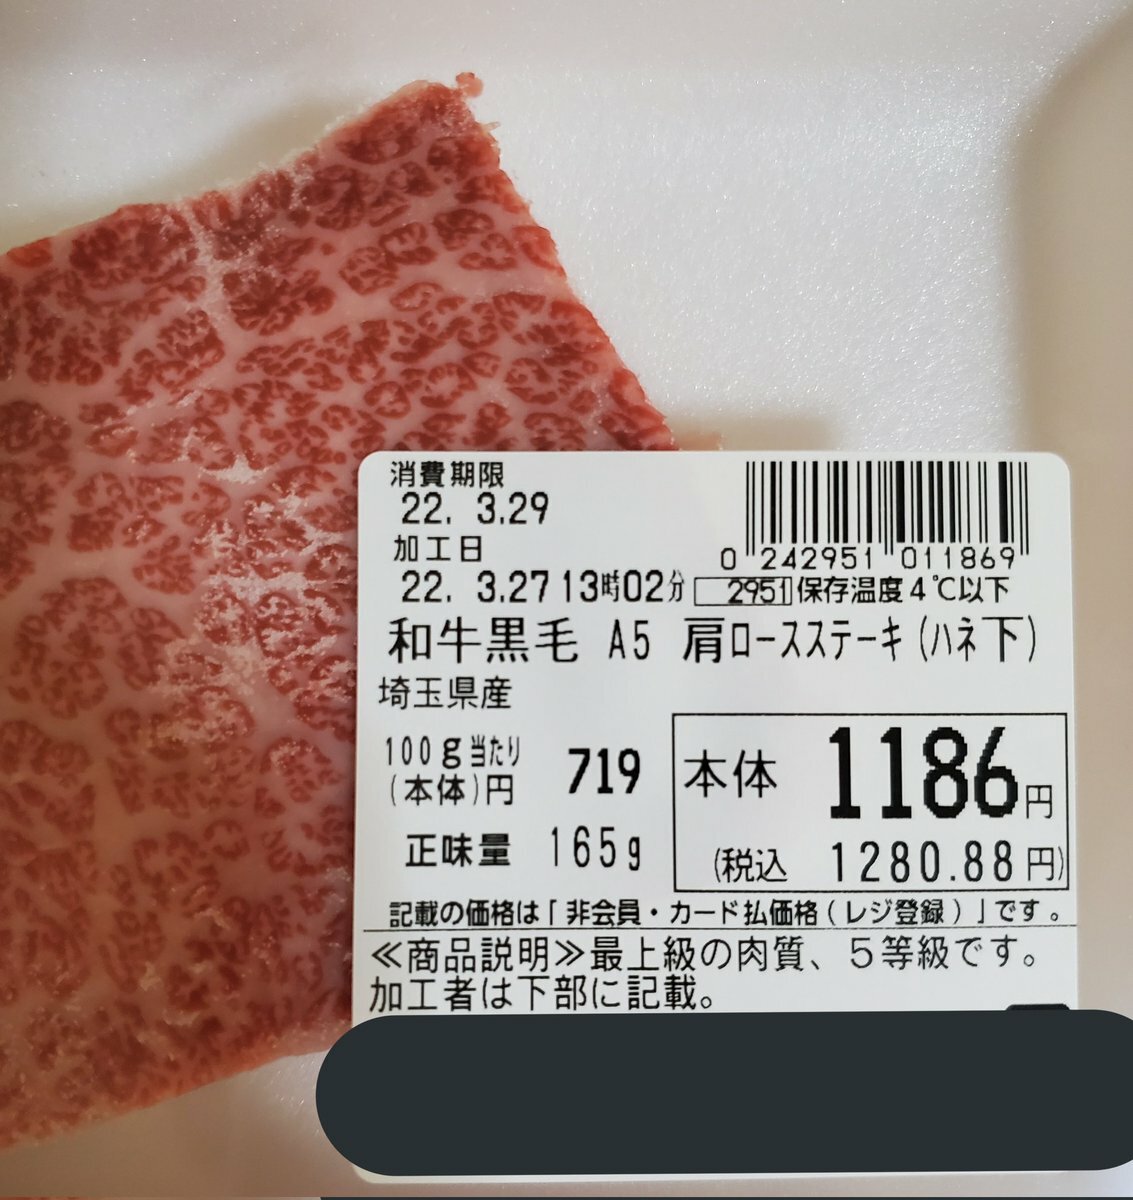 消費期限
22. 3.29
加工日
22. 3.27 13時02分
0 242951 011869
2951 保存温度4℃以下
和牛黒毛 A5 肩ロースステーキ(ハネ下)
埼玉県産
100g当たり
(本体)円 719
正味量 165g
本体 1186円
(税込 1280.88円)
記載の価格は「非会員・カード払価格(レジ登録)」です。
≪商品説明≫最上級の肉質、5等級です。
加工者は下部に記載。